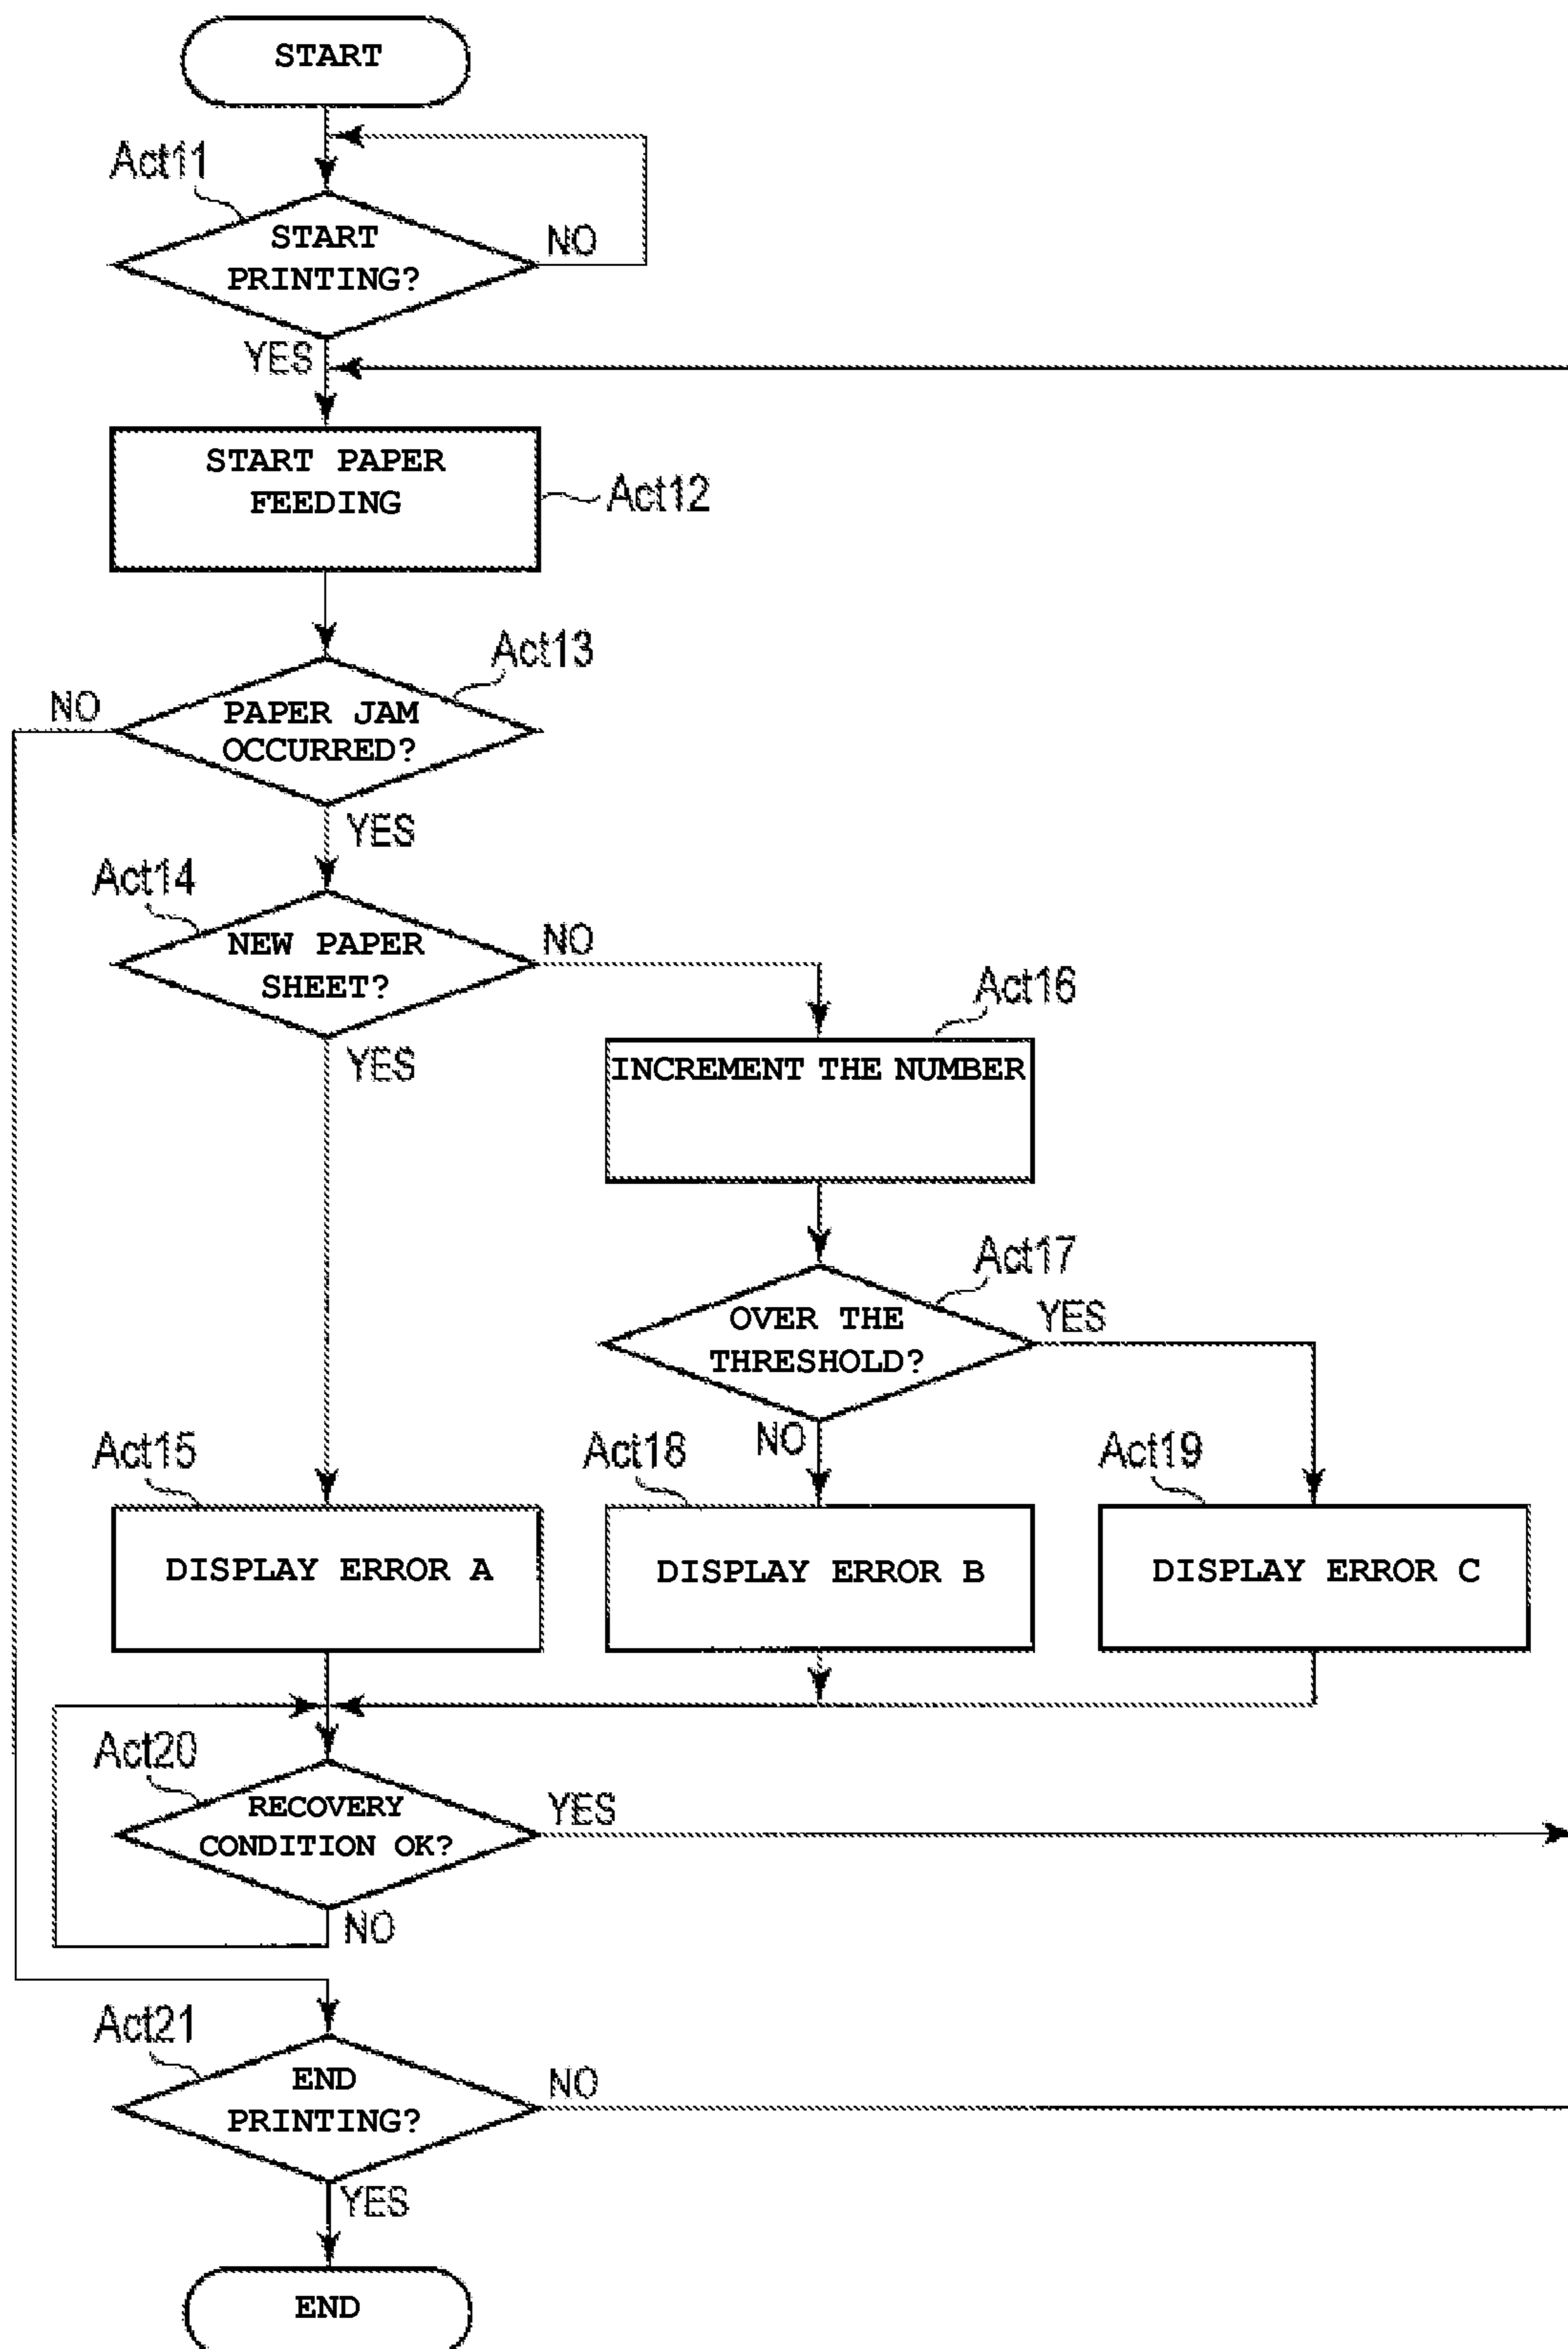 START
Act11
START
PRINTING?
NO
YES
START PAPER
FEEDING
Act12
Act13
NO
PAPER JAM
OCCURRED?
YES
Act14
NEW PAPER
SHEET?
NO
YES
Act16
INCREMENT THE NUMBER
Act17
OVER THE
THRESHOLD?
YES
NO
Act15
Act18
Act19
DISPLAY ERROR A
DISPLAY ERROR B
DISPLAY ERROR C
Act20
RECOVERY
CONDITION OK?
YES
NO
Act21
END
PRINTING?
NO
YES
END